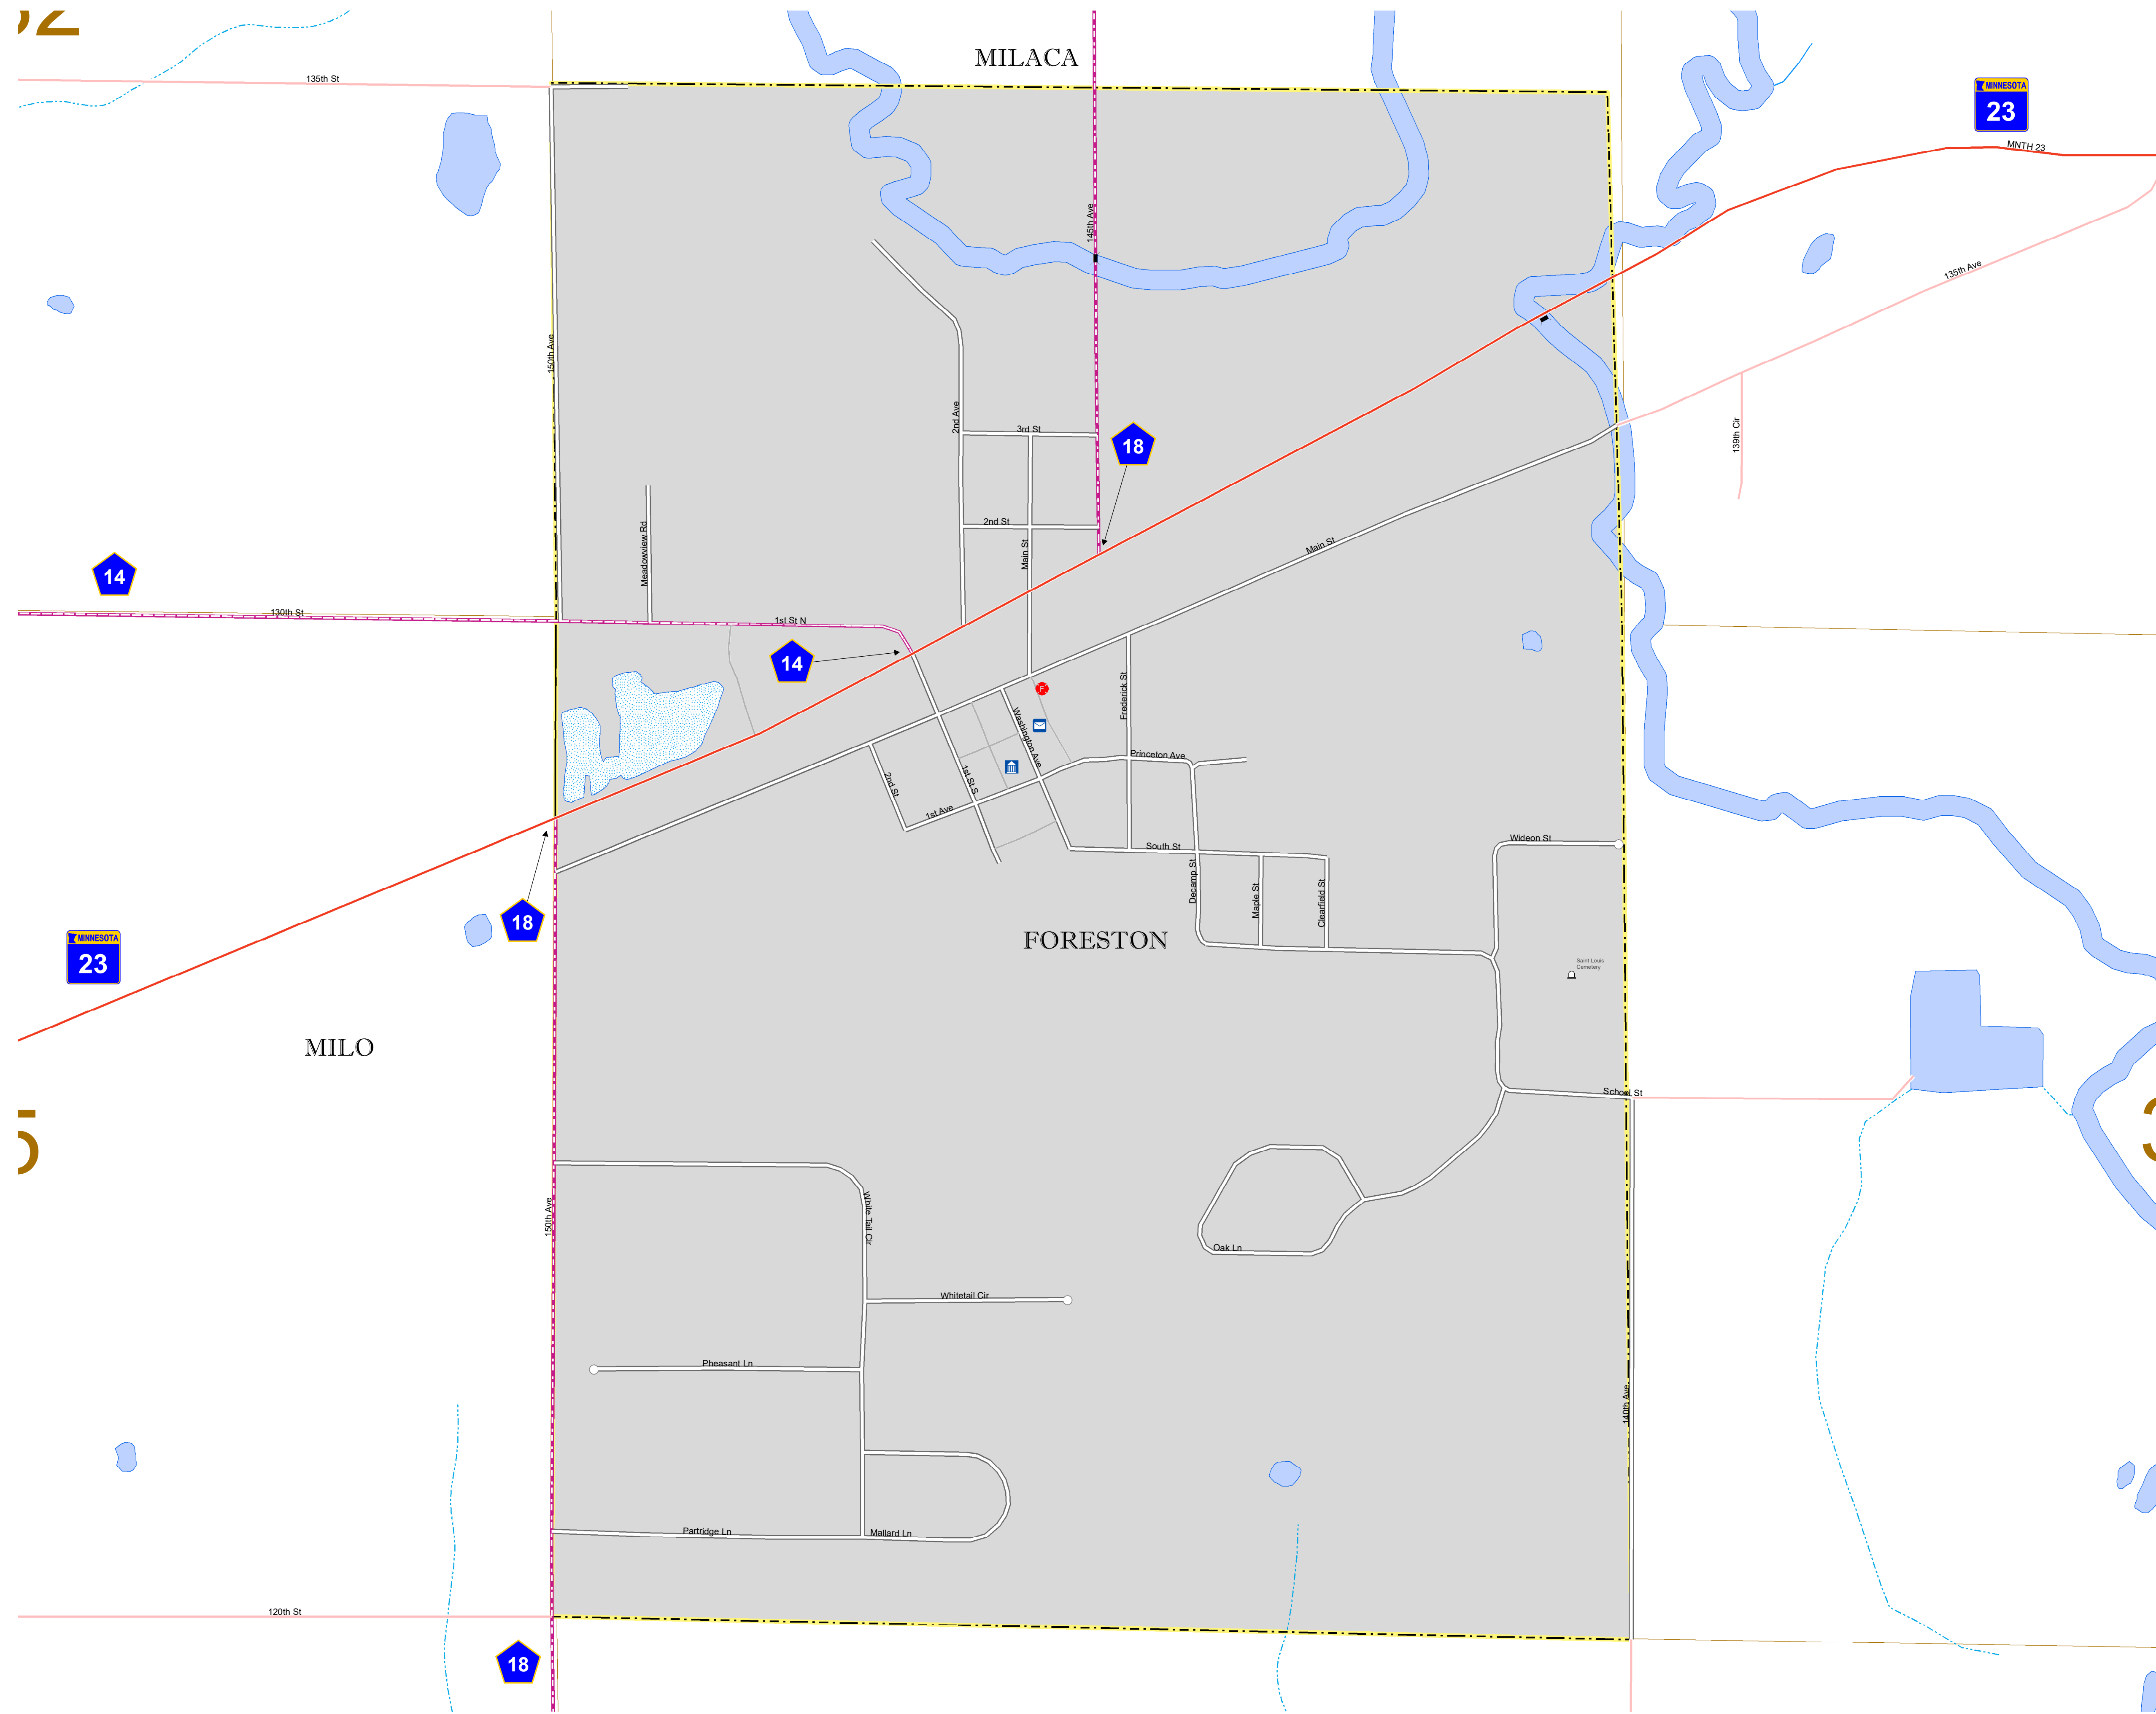 MILACA
135th St
MINNESOTA
23
MNTH 23
145th Ave
135th Ave
150th Ave
2nd Ave
3rd St
18
139th Cir
2nd St
Main St
Main St
Meadowview Rd
14
130th St
1st St N
14
Frederick St
F
Washington Ave
Princeton Ave
2nd St
1st St S
1st Ave
Wideon St
South St
Decamp St
Maple St
Clearfield St
18
FORESTON
MINNESOTA
23
Saint Louis
Cemetery
MILO
School St
5
White Tail Cir
150th Ave
Oak Ln
Whitetail Cir
Pheasant Ln
140th Ave
Partridge Ln
Mallard Ln
120th St
18